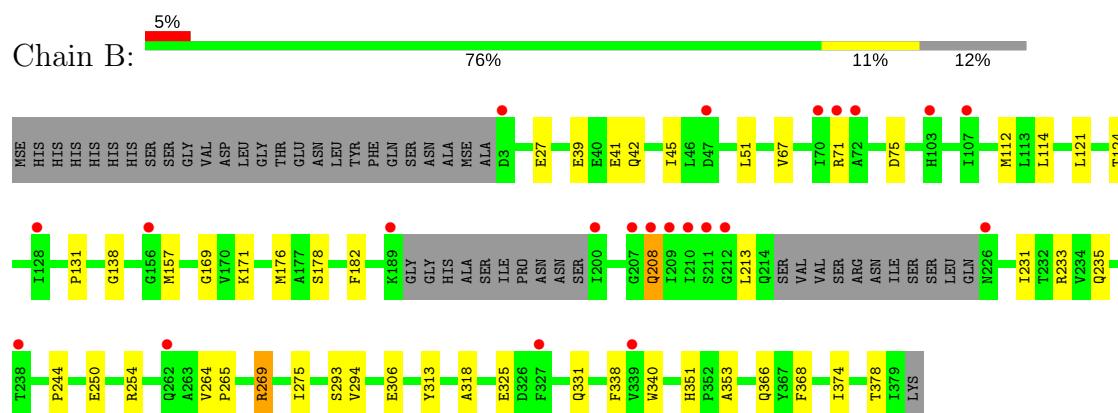 5%
Chain B:
76% 11% 12%
MSE HIS HIS HIS HIS HIS HIS SER SER GLY VAL ASP LEU GLY THR GLU ASN LEU TYR PHE GLN SER ASN ALA MSE ALA D3 E27 E39 E40 E41 Q42 I45 L46 D47 L51 V67 I70 R71 A72 D75 H103 I107 M112 L113 L114 L121 T124
I128 P131 G138 G156 M157 G169 V170 K171 M176 A177 S178 F182 K189 GLY GLY HIS ALA SER ILE PRO ASN ASN SER I200 G207 Q208 I209 I210 S211 G212 L213 Q214 SER VAL VAL SER ARG ASN ILE SER SER LEU GLN N226 I231 T232 R233 V234 Q235
T238 P244 E250 R254 Q262 A263 V264 P265 R269 I275 S293 V294 E306 Y313 A318 E325 D326 F327 Q331 F338 V339 W340 H351 P352 A353 Q366 Y367 F368 I374 T378 I379 LYS